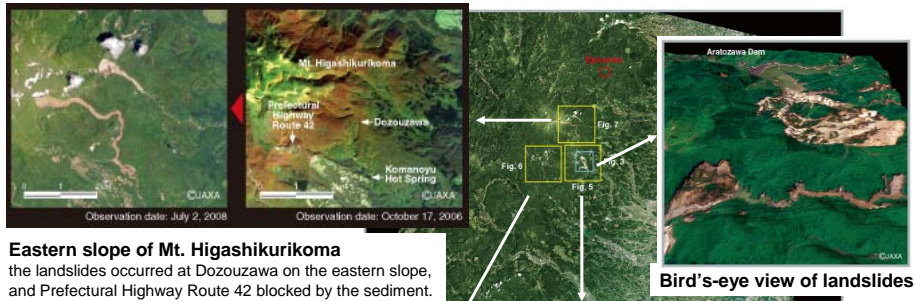 Mt. Higashikurikoma
Prefectural
Highway
Route 42
Dozouzawa
Komanoyu
Hot Spring
0 1
0 1
©JAXA
©JAXA
Observation date: July 2, 2008
Observation date: October 17, 2006
Eastern slope of Mt. Higashikurikoma
the landslides occurred at Dozouzawa on the eastern slope,
and Prefectural Highway Route 42 blocked by the sediment.
Fig. 7
Fig. 6
Fig. 3
Fig. 5
Aratozawa Dam
©JAXA
Bird's-eye view of landslides